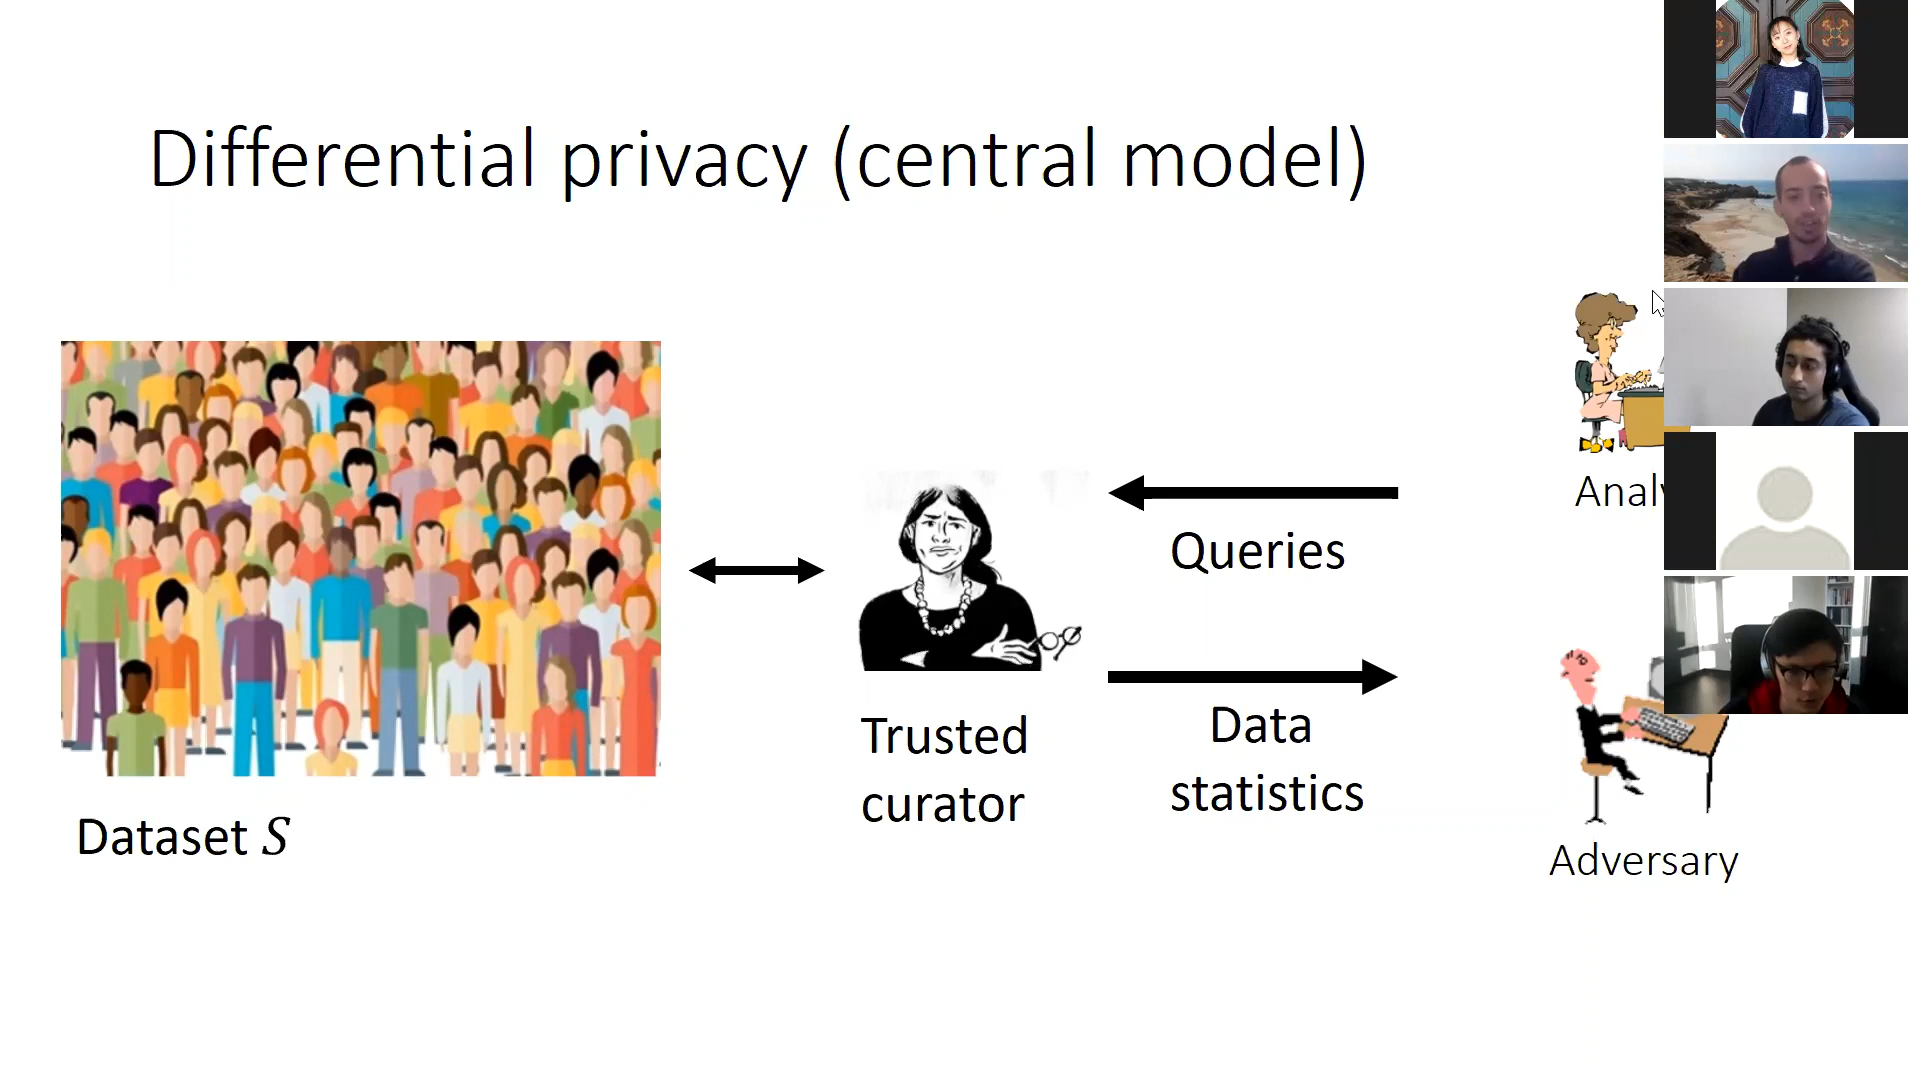 Differential privacy (central model)
Queries
Trusted
curator
Data
statistics
Dataset S
Adversary